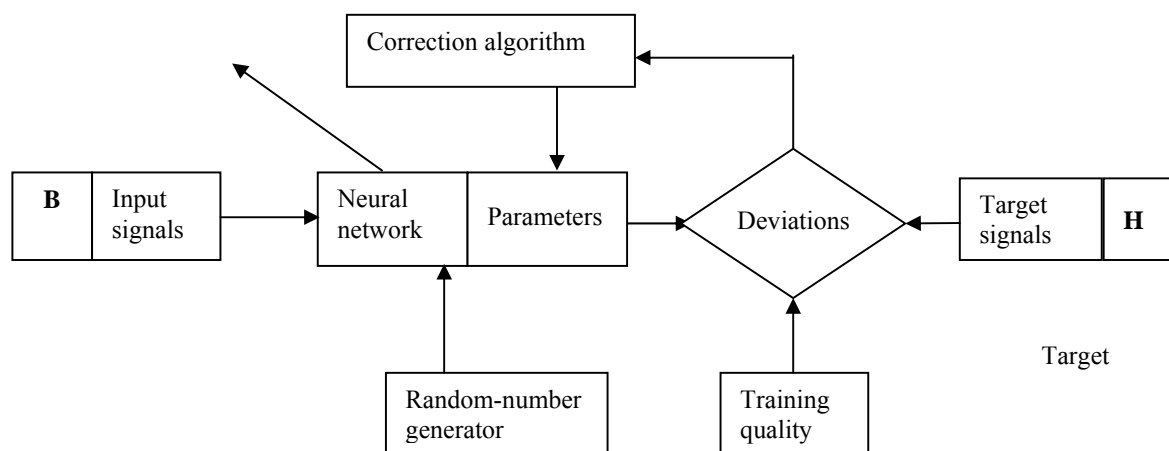 Correction algorithm
B
Input
signals
Neural
network
Parameters
Deviations
Target
signals
H
Target
Random-number
generator
Training
quality